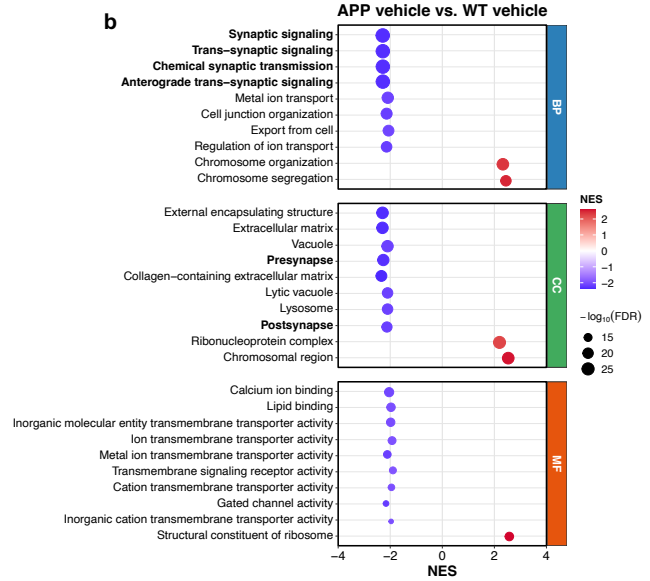 b
APP vehicle vs. WT vehicle
Synaptic signaling
Trans−synaptic signaling
Chemical synaptic transmission
Anterograde trans−synaptic signaling
Metal ion transport
Cell junction organization
Export from cell
Regulation of ion transport
Chromosome organization
Chromosome segregation
BP
External encapsulating structure
Extracellular matrix
Vacuole
Presynapse
Collagen−containing extracellular matrix
Lytic vacuole
Lysosome
Postsynapse
Ribonucleoprotein complex
Chromosomal region
CC
Calcium ion binding
Lipid binding
Inorganic molecular entity transmembrane transporter activity
Ion transmembrane transporter activity
Metal ion transmembrane transporter activity
Transmembrane signaling receptor activity
Cation transmembrane transporter activity
Gated channel activity
Inorganic cation transmembrane transporter activity
Structural constituent of ribosome
MF
−4 −2 0 2 4
NES
NES
2
1
0
−1
−2
−log₁₀(FDR)
15
20
25